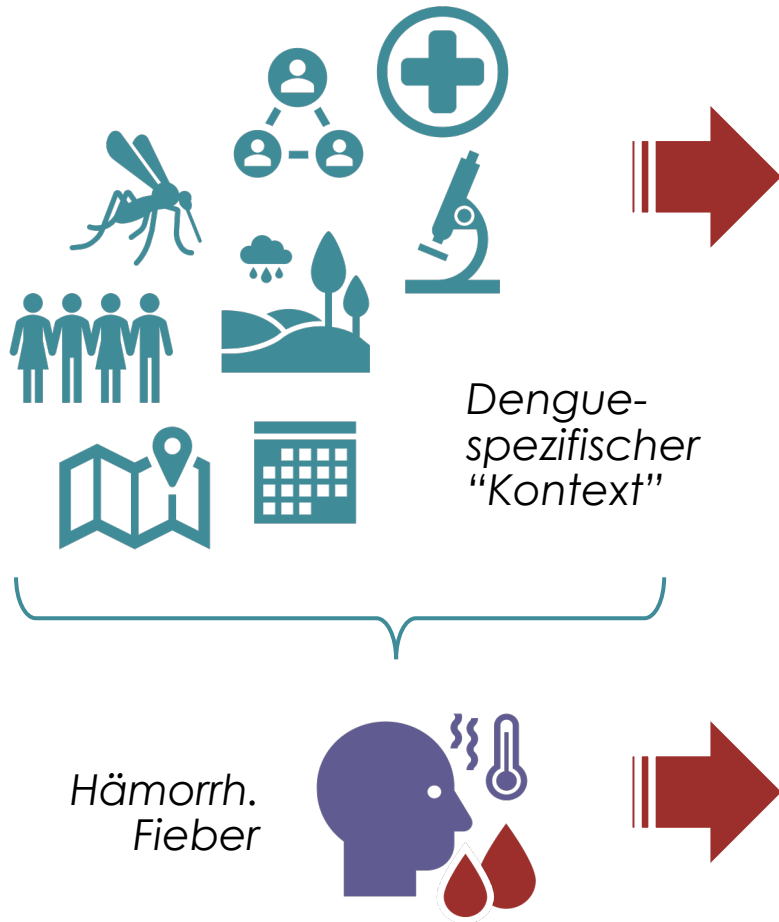 Dengue-
spezifischer
“Kontext”
Hämorrh.
Fieber